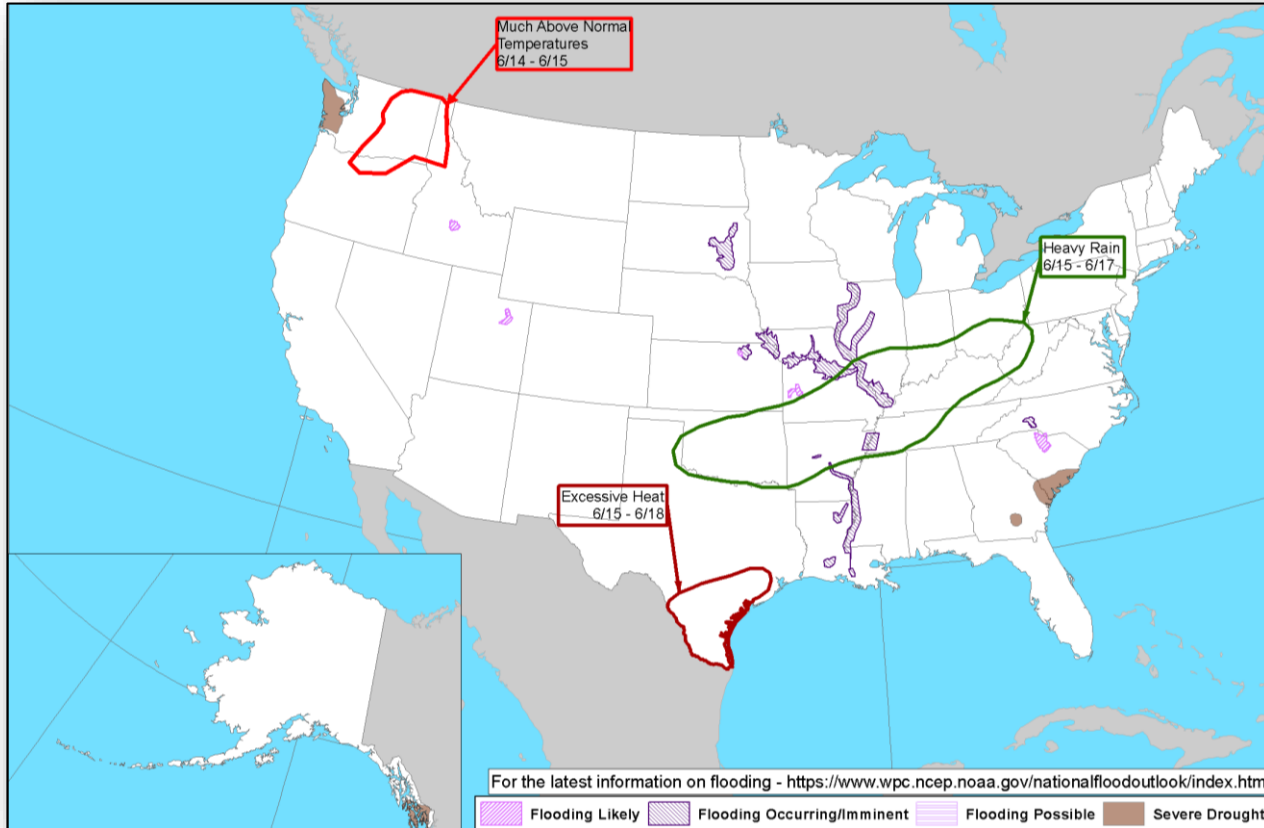 Much Above Normal
Temperatures
6/14 - 6/15
Heavy Rain
6/15 - 6/17
Excessive Heat
6/15 - 6/18
For the latest information on flooding - https://www.wpc.ncep.noaa.gov/nationalfloodoutlook/index.htm
Flooding Likely Flooding Occurring/Imminent Flooding Possible Severe Drought